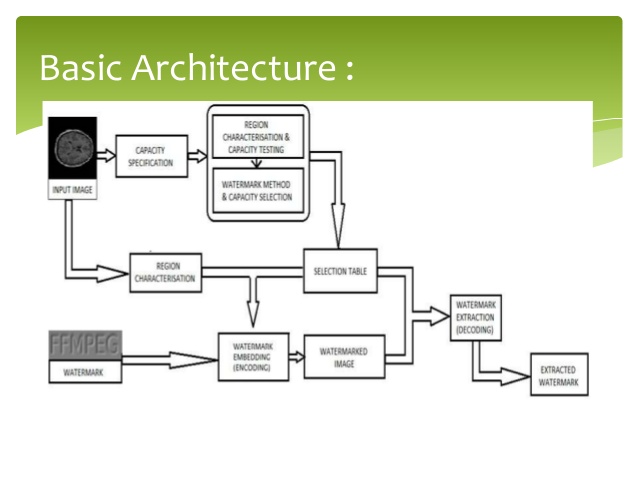 Basic Architecture :
REGION
CHARACTERISATION &
CAPACITY TESTING
CAPACITY
SPECIFICATION
INPUT IMAGE
WATERMARK METHOD
& CAPACITY SELECTION
REGION
CHARACTERISATION
SELECTION TABLE
WATERMARK
EXTRACTION
(DECODING)
FFMPEG
WATERMARK
WATERMARK
EMBEDDING
(ENCODING)
WATERMARKED
IMAGE
EXTRACTED
WATERMARK